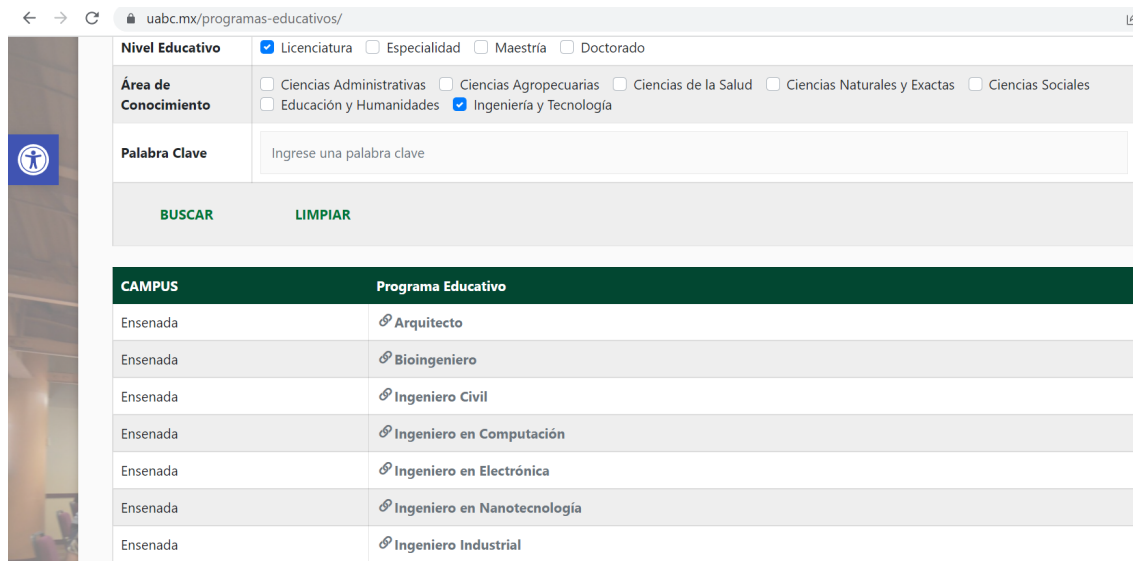 uabc.mx/programas-educativos/
Nivel Educativo Licenciatura Especialidad Maestría Doctorado
Área de Conocimiento Ciencias Administrativas Ciencias Agropecuarias Ciencias de la Salud Ciencias Naturales y Exactas Ciencias Sociales
Educación y Humanidades Ingeniería y Tecnología
Palabra Clave Ingrese una palabra clave
BUSCAR LIMPIAR
CAMPUS Programa Educativo
Ensenada Arquitecto
Ensenada Bioingeniero
Ensenada Ingeniero Civil
Ensenada Ingeniero en Computación
Ensenada Ingeniero en Electrónica
Ensenada Ingeniero en Nanotecnología
Ensenada Ingeniero Industrial